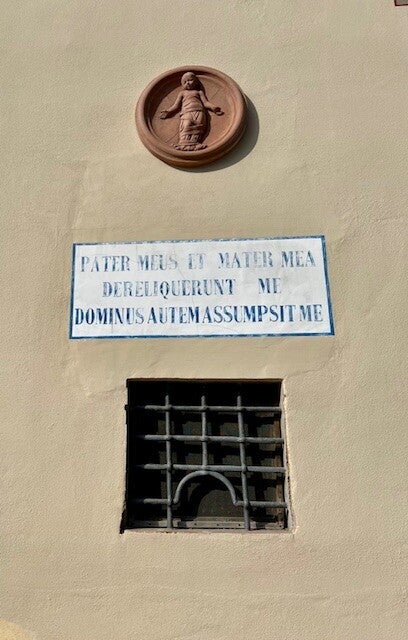 PATER MEUS ET MATER MEA
DERELIQUERUNT ME
DOMINUS AUTEM ASSUMPSIT ME